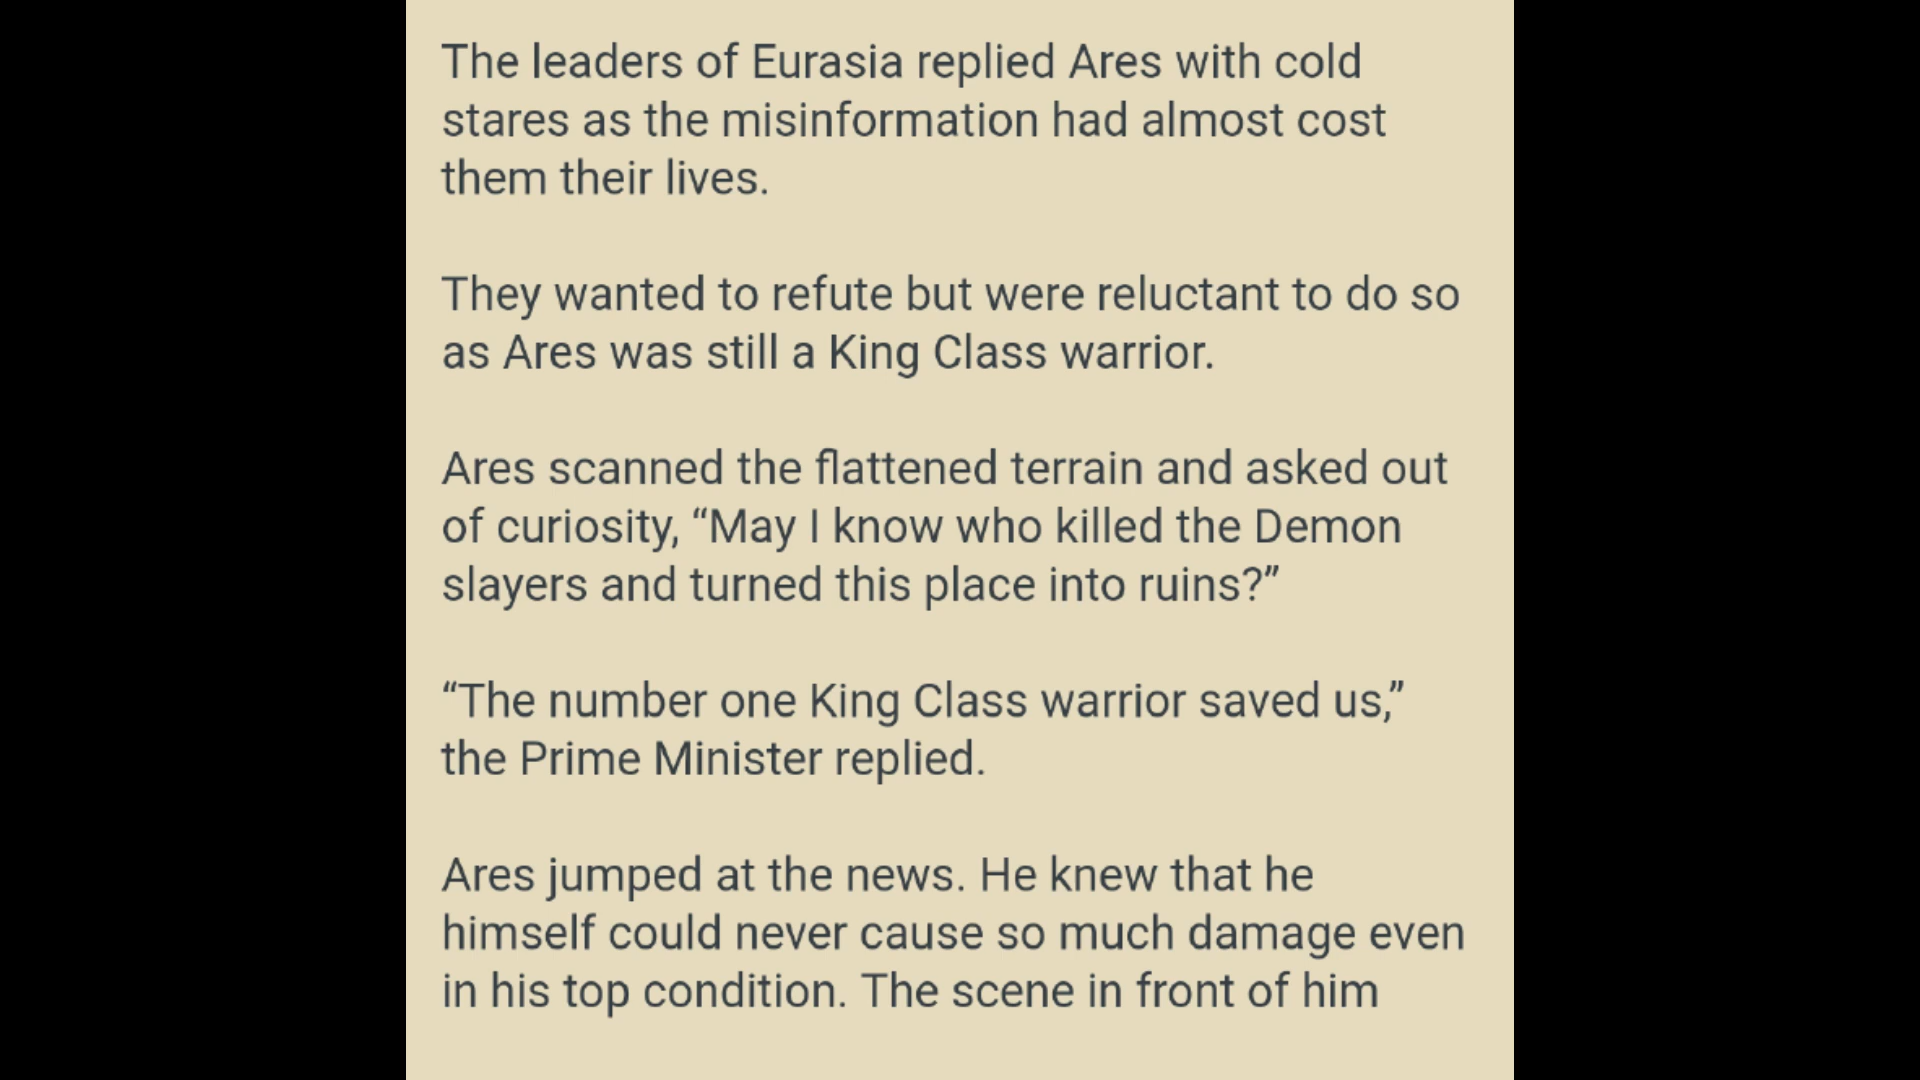 The leaders of Eurasia replied Ares with cold
stares as the misinformation had almost cost
them their lives.
They wanted to refute but were reluctant to do so
as Ares was still a King Class warrior.
Ares scanned the flattened terrain and asked out
of curiosity, “May I know who killed the Demon
slayers and turned this place into ruins?”
“The number one King Class warrior saved us,”
the Prime Minister replied.
Ares jumped at the news. He knew that he
himself could never cause so much damage even
in his top condition. The scene in front of him